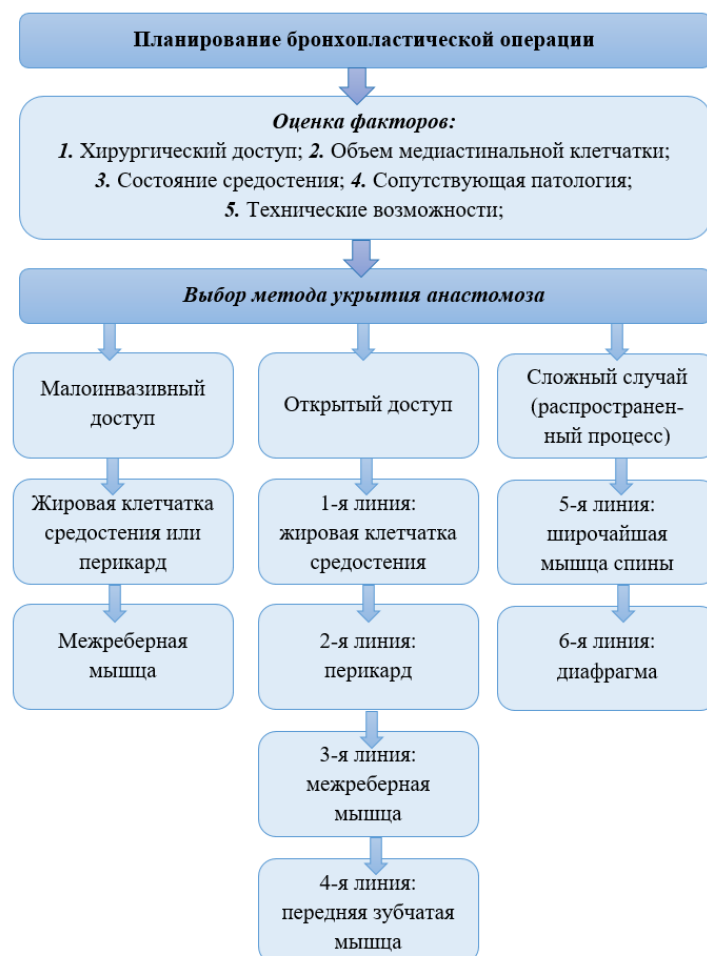 Планирование бронхопластической операции
Оценка факторов:
1. Хирургический доступ; 2. Объем медиастинальной клетчатки;
3. Состояние средостения; 4. Сопутствующая патология;
5. Технические возможности;
Выбор метода укрытия анастомоза
Малоинвазивный
доступ
Жировая клетчатка
средостения или
перикард
Межреберная
мышца
Открытый доступ
1-я линия:
жировая клетчатка
средостения
2-я линия:
перикард
3-я линия:
межреберная
мышца
4-я линия:
передняя зубчатая
мышца
Сложный случай
(распространен-
ный процесс)
5-я линия:
широчайшая
мышца спины
6-я линия:
диафрагма